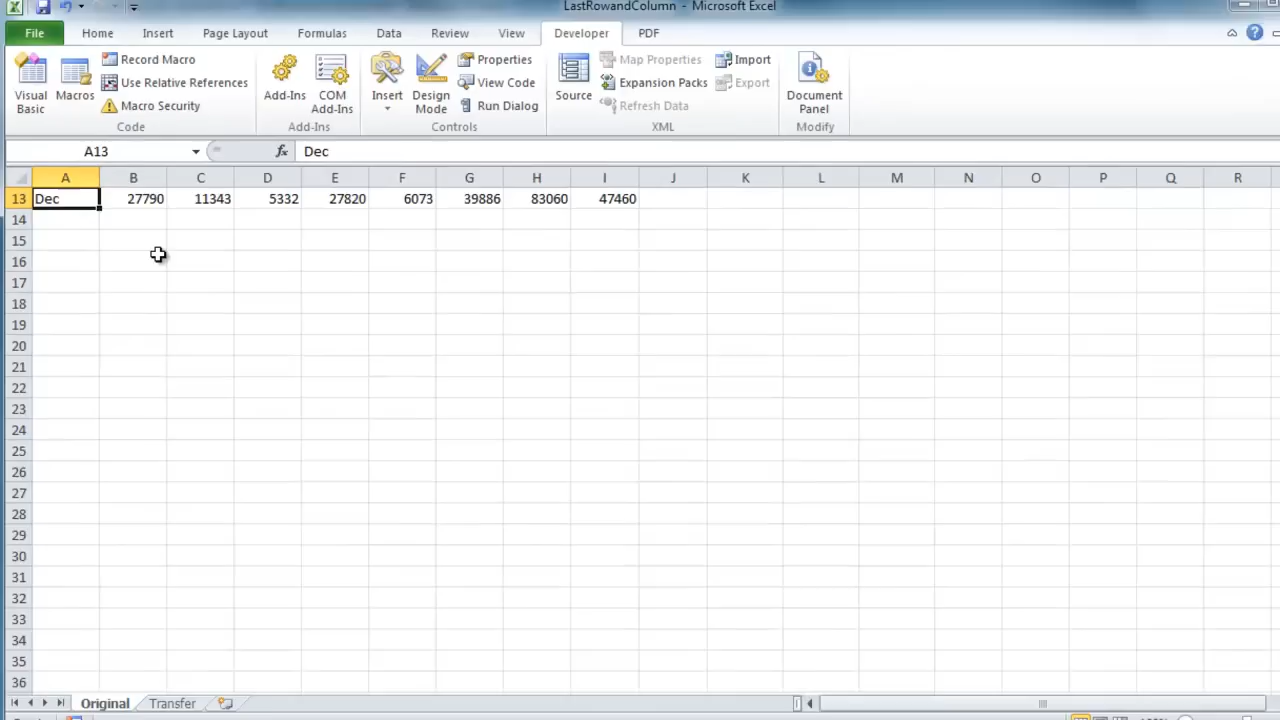 LastRowandColumn - Microsoft Excel
File Home Insert Page Layout Formulas Data Review View Developer PDF
Visual Basic
Macros
Record Macro
Use Relative References
Macro Security
Code
Add-Ins
COM Add-Ins
Add-Ins
Insert
Design Mode
Properties
View Code
Run Dialog
Controls
Source
Map Properties
Expansion Packs
Refresh Data
Import
Export
XML
Document Panel
Modify
A13 fx Dec
A B C D E F G H I J K L M N O P Q R
13 Dec 27790 11343 5332 27820 6073 39886 83060 47460
14
15
16
17
18
19
20
21
22
23
24
25
26
27
28
29
30
31
32
33
34
35
36
Original Transfer